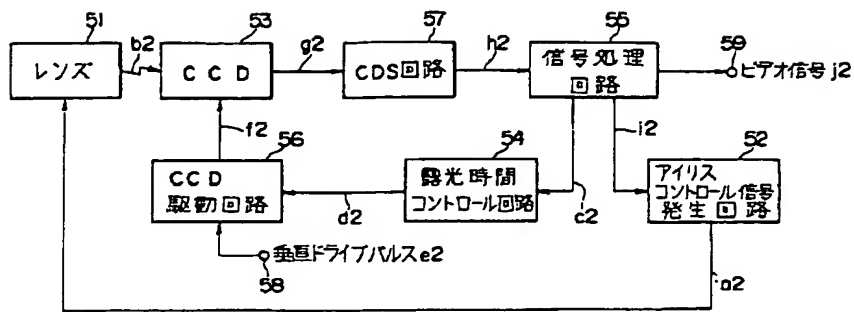 51
レンズ
b2
53
CCD
g2
57
CDS回路
h2
55
信号処理
回路
59
ビデオ信号j2
f2
56
CCD
駆動回路
d2
54
露光時間
コントロール回路
c2
i2
52
アイリス
コントロール信号
発生回路
垂直ドライブパルスe2
58
a2